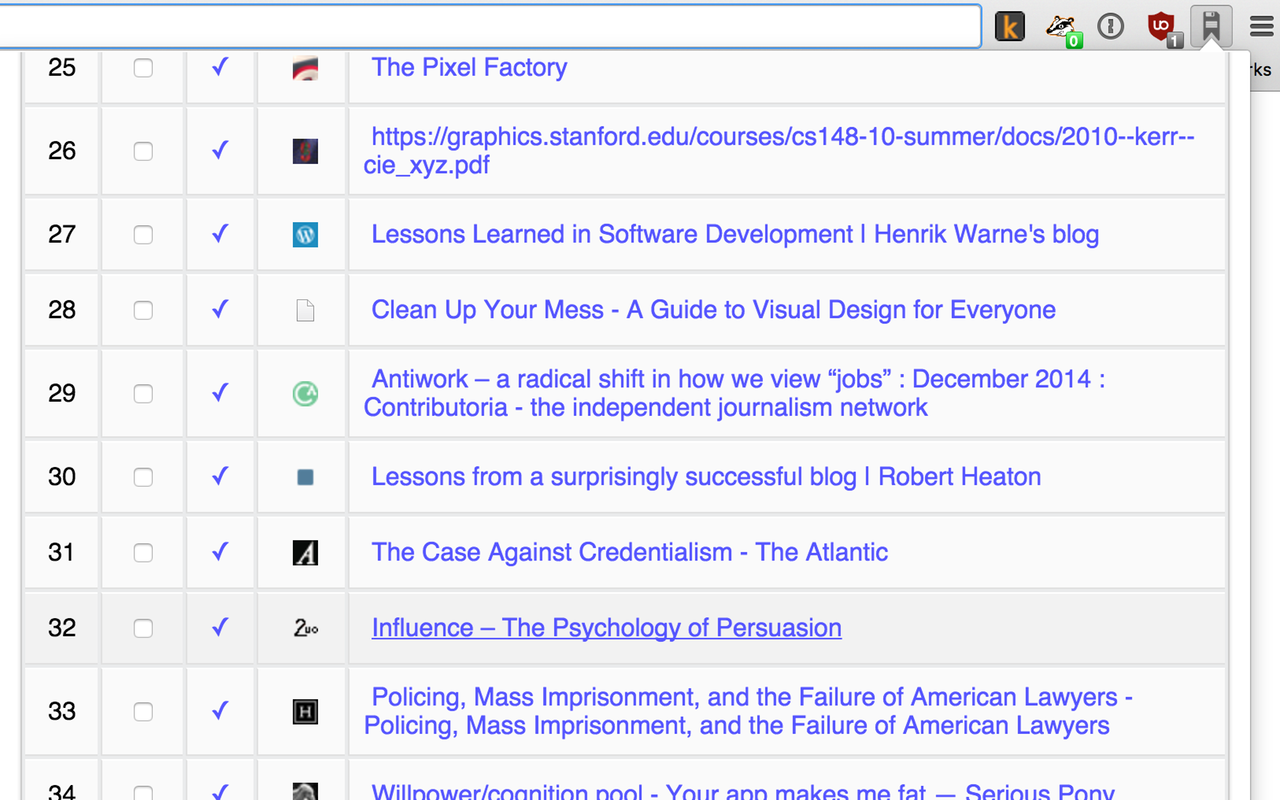 k 0 1
uo
rks
25 ✓ The Pixel Factory
26 ✓ https://graphics.stanford.edu/courses/cs148-10-summer/docs/2010--kerr--
cie_xyz.pdf
27 ✓ Lessons Learned in Software Development | Henrik Warne's blog
28 ✓ Clean Up Your Mess - A Guide to Visual Design for Everyone
29 ✓ Antiwork – a radical shift in how we view “jobs” : December 2014 :
Contributoria - the independent journalism network
30 ✓ Lessons from a surprisingly successful blog | Robert Heaton
31 ✓ A The Case Against Credentialism - The Atlantic
32 ✓ 2uo Influence – The Psychology of Persuasion
33 ✓ H Policing, Mass Imprisonment, and the Failure of American Lawyers -
Policing, Mass Imprisonment, and the Failure of American Lawyers
34 ✓ Willpower/cognition pool - Your app makes me fat — Serious Pony